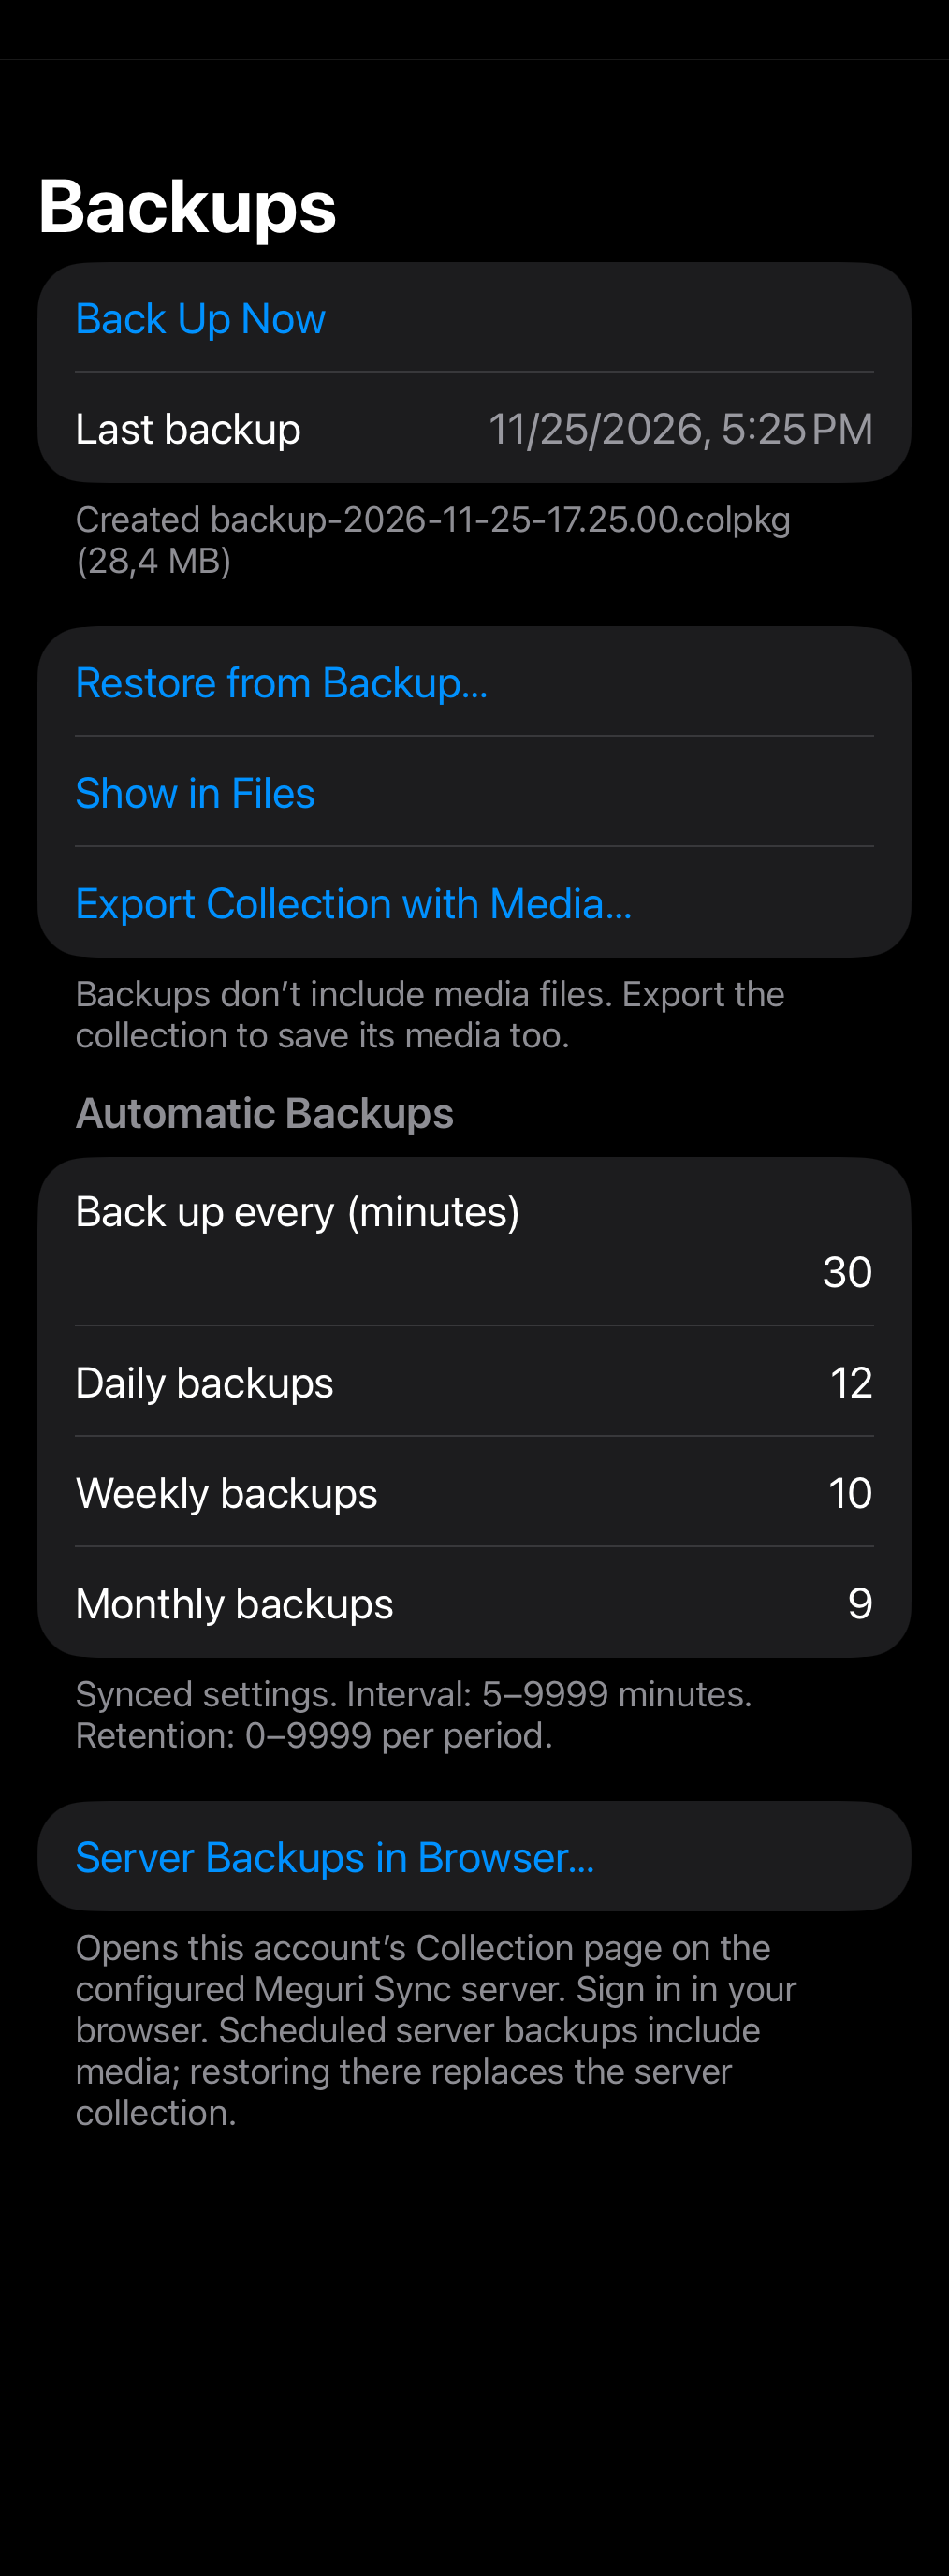 Backups
Back Up Now
Last backup 11/25/2026, 5:25 PM
Created backup-2026-11-25-17.25.00.colpkg
(28,4 MB)
Restore from Backup...
Show in Files
Export Collection with Media...
Backups don’t include media files. Export the
collection to save its media too.
Automatic Backups
Back up every (minutes)
30
Daily backups 12
Weekly backups 10
Monthly backups 9
Synced settings. Interval: 5–9999 minutes.
Retention: 0–9999 per period.
Server Backups in Browser...
Opens this account’s Collection page on the
configured Meguri Sync server. Sign in in your
browser. Scheduled server backups include
media; restoring there replaces the server
collection.